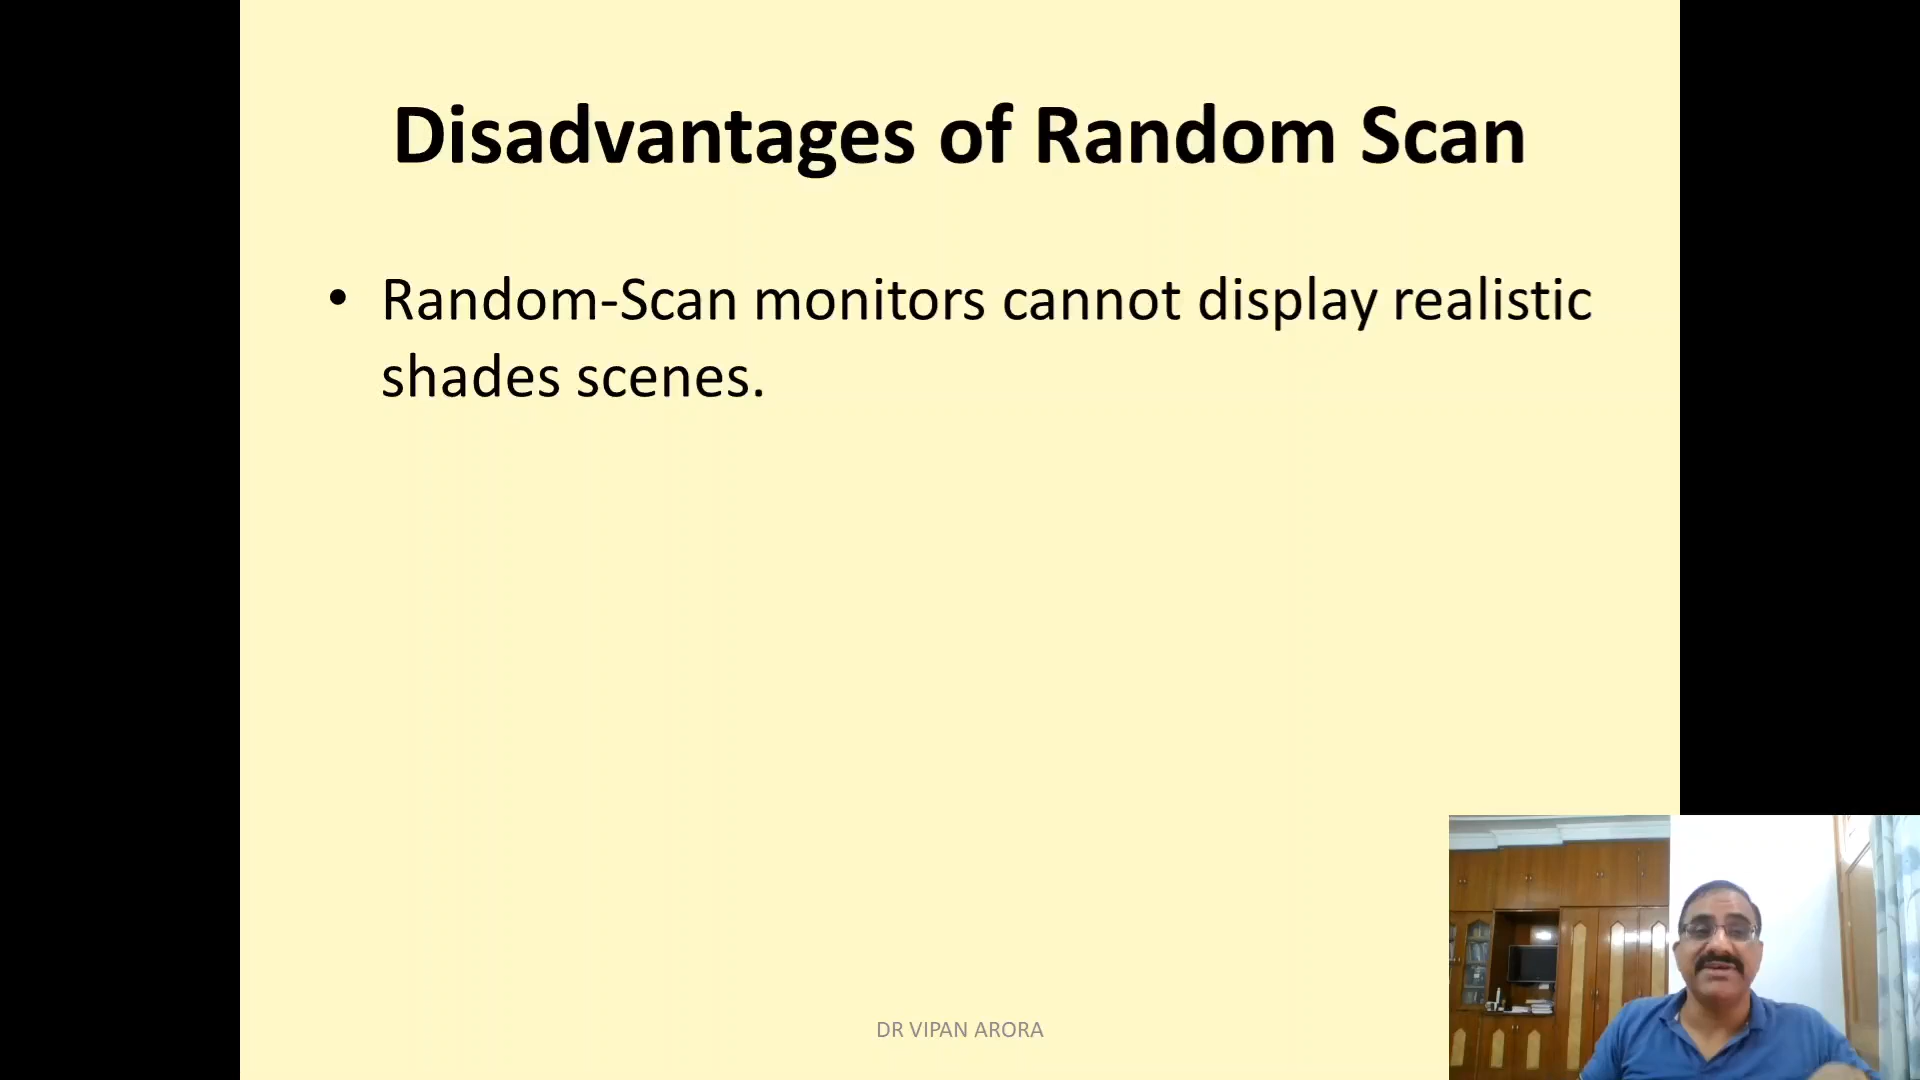 Disadvantages of Random Scan
• Random-Scan monitors cannot display realistic
shades scenes.
DR VIPAN ARORA